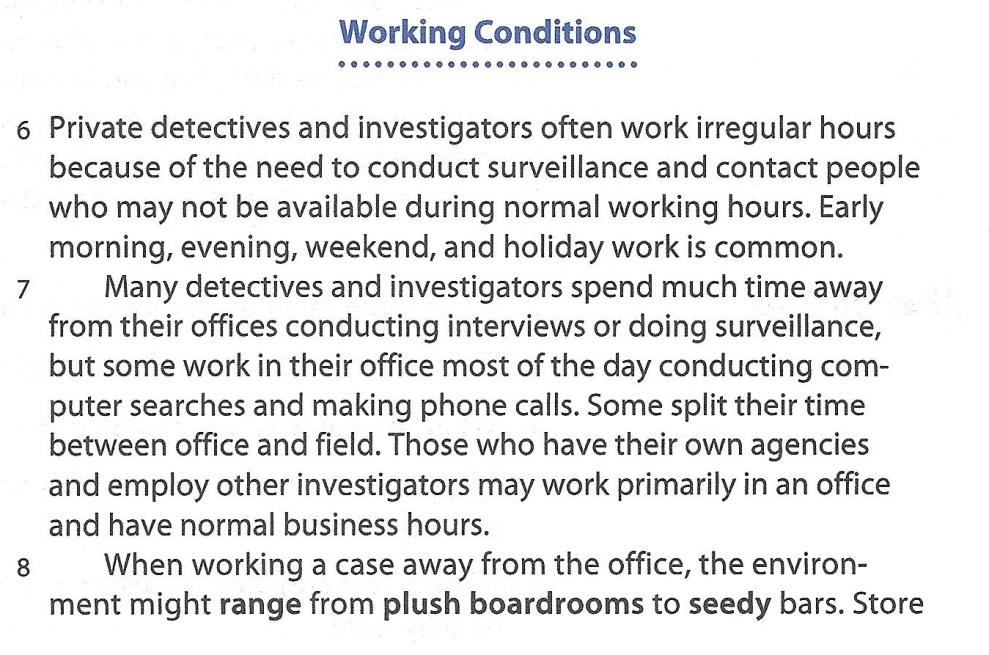 Working Conditions
6 Private detectives and investigators often work irregular hours
because of the need to conduct surveillance and contact people
who may not be available during normal working hours. Early
morning, evening, weekend, and holiday work is common.
7 Many detectives and investigators spend much time away
from their offices conducting interviews or doing surveillance,
but some work in their office most of the day conducting com-
puter searches and making phone calls. Some split their time
between office and field. Those who have their own agencies
and employ other investigators may work primarily in an office
and have normal business hours.
8 When working a case away from the office, the environ-
ment might range from plush boardrooms to seedy bars. Store